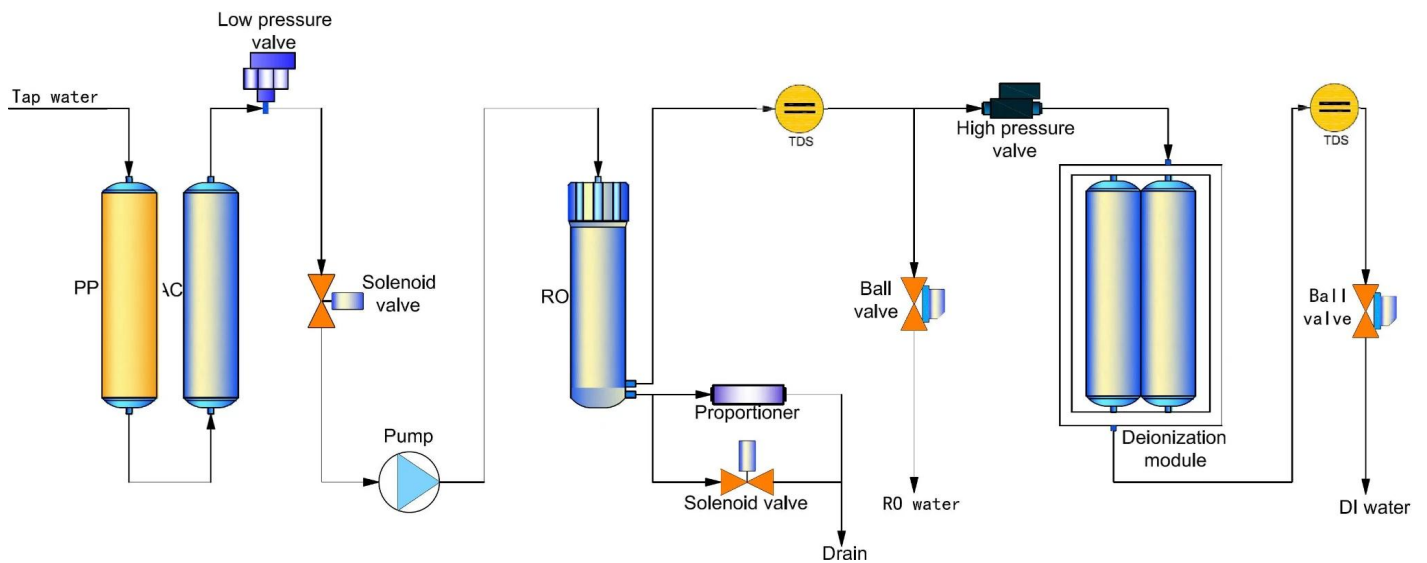 Low pressure
valve
Tap water
PP
AC
Solenoid
valve
Pump
RO
Proportioner
Solenoid valve
Drain
TDS
Ball
valve
RO water
High pressure
valve
Deionization
module
TDS
Ball
valve
DI water